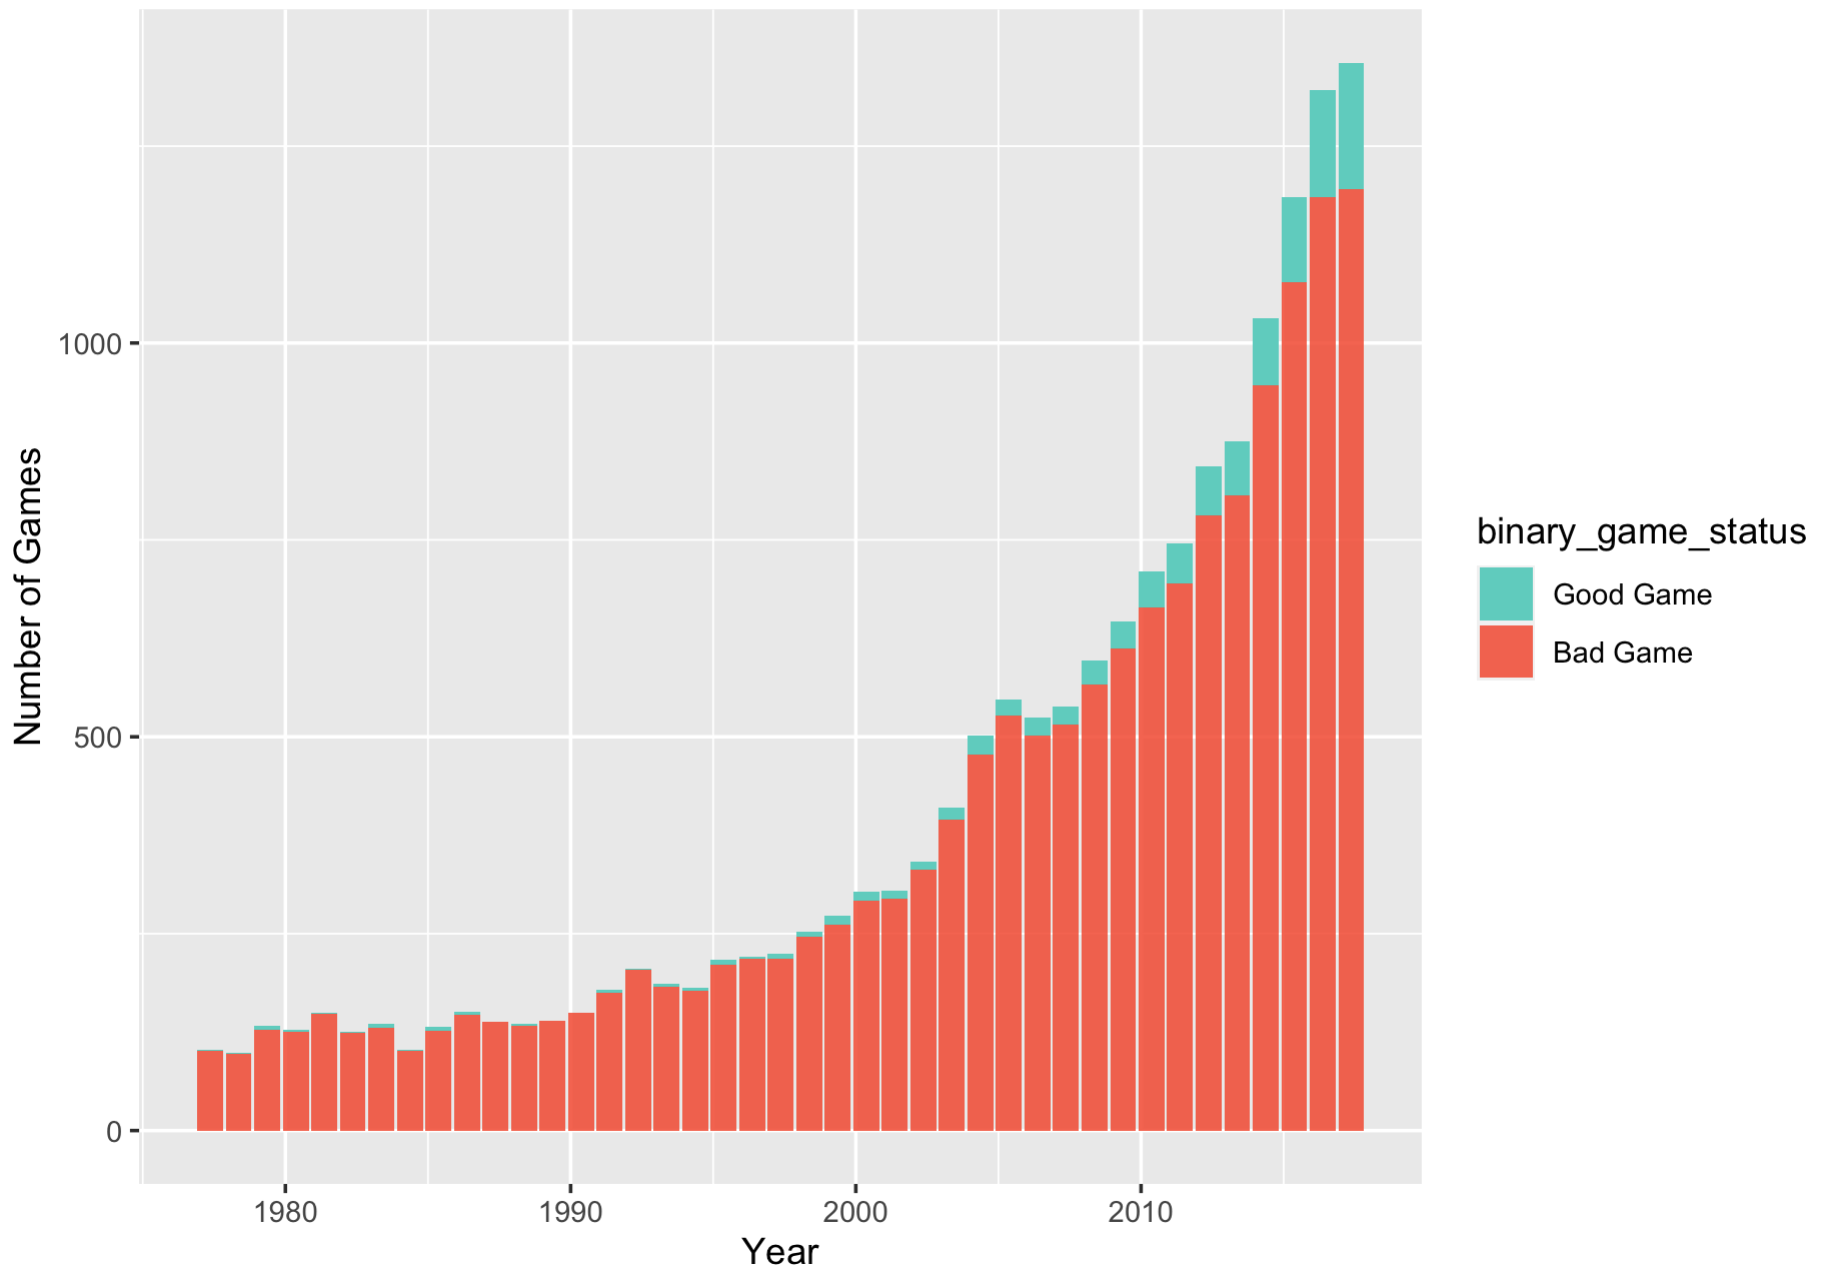 Number of Games
1000
500
0
1980 1990 2000 2010
Year
binary_game_status
Good Game
Bad Game